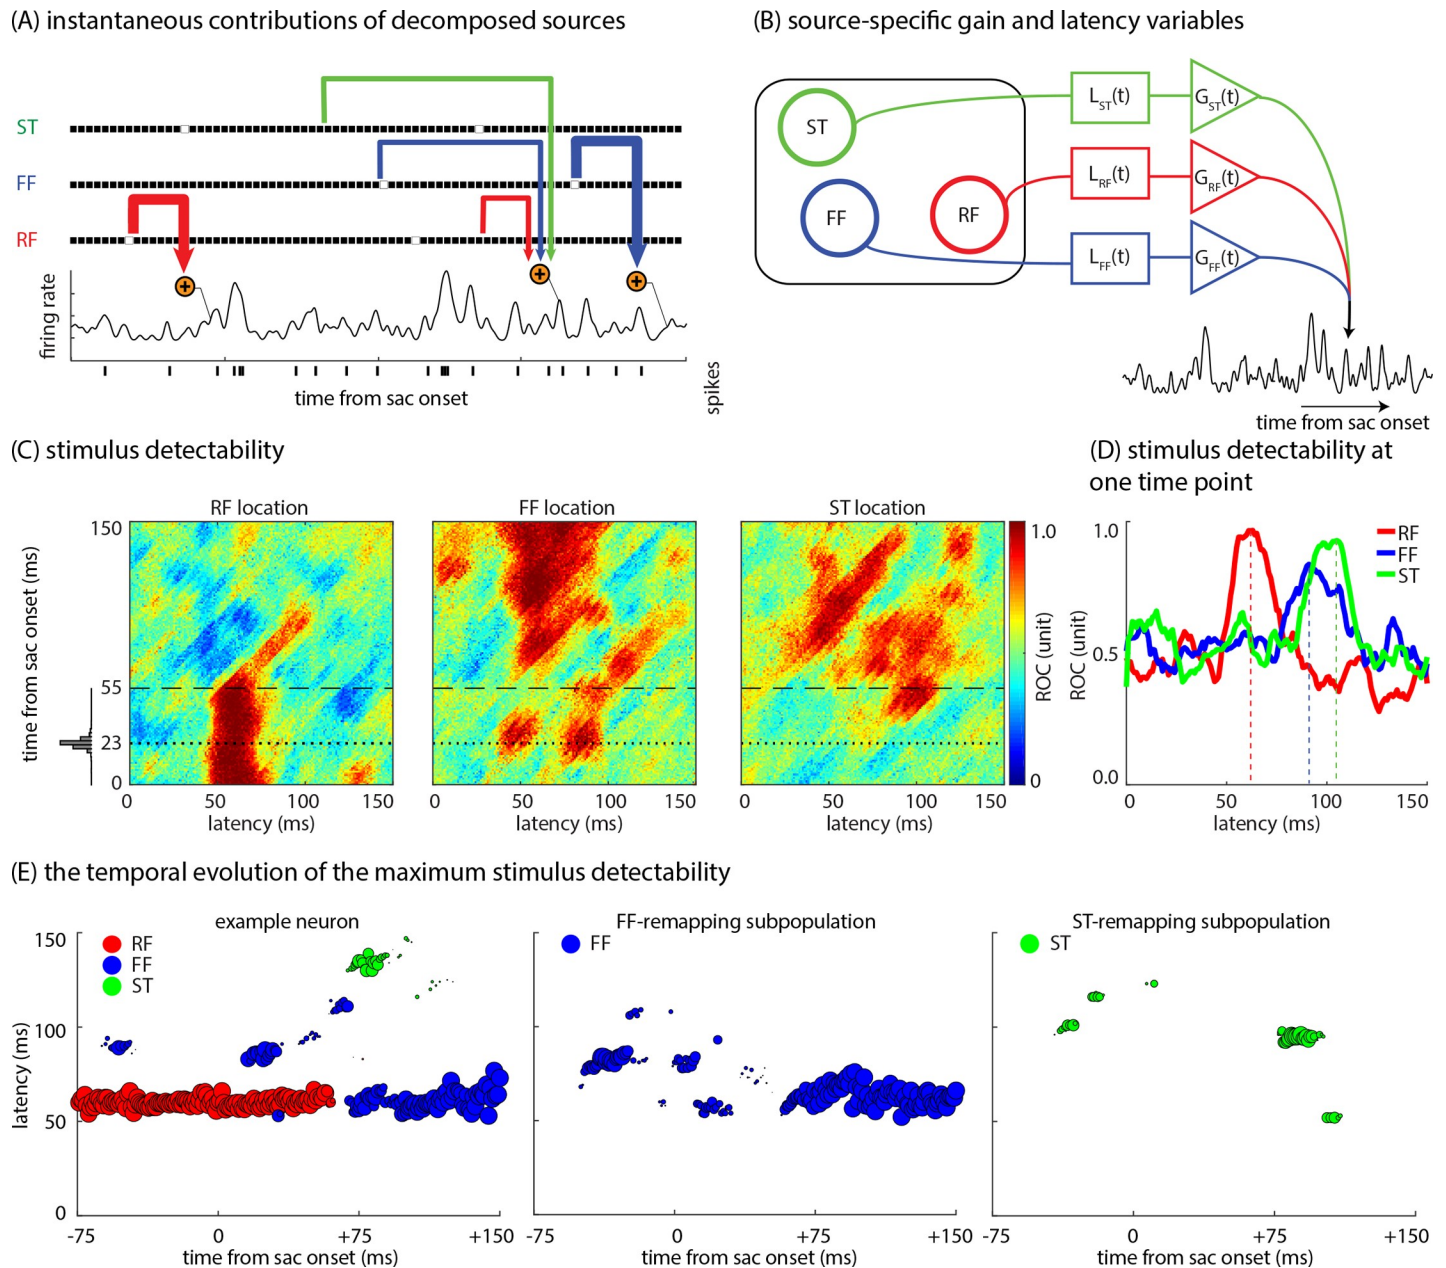 (A) instantaneous contributions of decomposed sources
ST
FF
RF
firing rate
spikes
time from sac onset
(B) source-specific gain and latency variables
ST
FF
RF
L_ST(t)
G_ST(t)
L_RF(t)
G_RF(t)
L_FF(t)
G_FF(t)
time from sac onset
(C) stimulus detectability
RF location
FF location
ST location
time from sac onset (ms)
150
55
23
0
0 50 100 150
latency (ms)
0 50 100 150
latency (ms)
0 50 100 150
latency (ms)
1.0
0
ROC (unit)
(D) stimulus detectability at
one time point
RF
FF
ST
ROC (unit)
1.0
0.5
0.0
0 50 100 150
latency (ms)
(E) the temporal evolution of the maximum stimulus detectability
example neuron
RF
FF
ST
latency (ms)
150
100
50
0
-75 0 +75 +150
time from sac onset (ms)
FF-remapping subpopulation
FF
-75 0 +75 +150
time from sac onset (ms)
ST-remapping subpopulation
ST
-75 0 +75 +150
time from sac onset (ms)